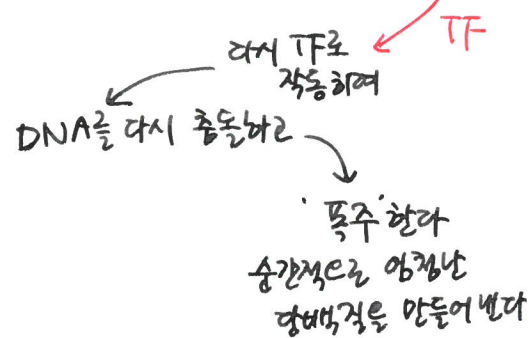 TF
다시 TF로
작동하며
DNA를 다시 충돌하고
'폭주'한다
순간적으로 엄청난
단백질을 만들어 낸다